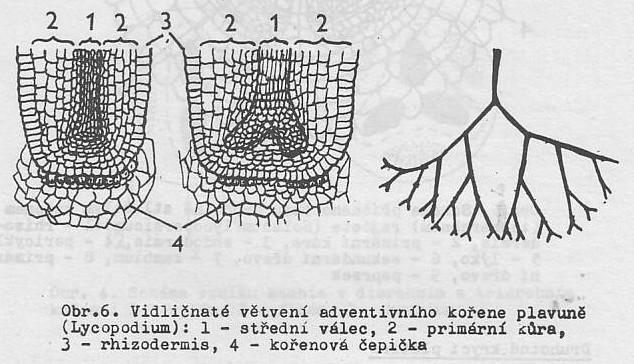 2 1 2 3 2 1 2
4
Obr.6. Vidličnaté větvení adventivního kořene plavuně
(Lycopodium): 1 - střední válec, 2 - primární kůra,
3 - rhizodermis, 4 - kořenová čepička